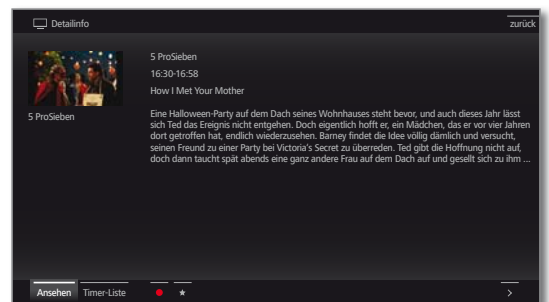 Detailinfo
zurück
5 ProSieben
16:30-16:58
How I Met Your Mother
5 ProSieben
Eine Halloween-Party auf dem Dach seines Wohnhauses steht bevor, und auch dieses Jahr lässt
sich Ted das Ereignis nicht entgehen. Doch eigentlich hofft er, ein Mädchen, das er vor vier Jahren
dort getroffen hat, endlich wiederzusehen. Barney findet die Idee völlig dämlich und versucht,
seinen Freund zu einer Party bei Victoria's Secret zu überreden. Ted gibt die Hoffnung nicht auf,
doch dann taucht spät abends eine ganz andere Frau auf dem Dach auf und gesellt sich zu ihm ...
Ansehen Timer-Liste